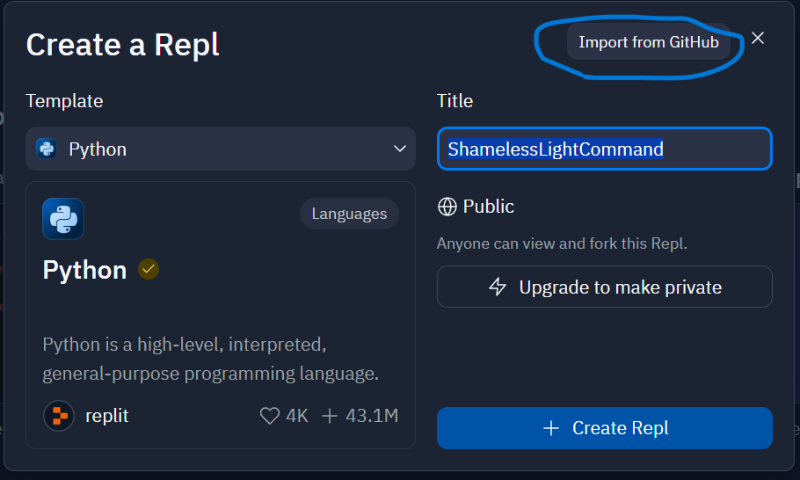 Create a Repl
Import from GitHub
Template
Python
Languages
Python
Python is a high-level, interpreted,
general-purpose programming language.
replit
4K
43.1M
Title
ShamelessLightCommand
Public
Anyone can view and fork this Repl.
Upgrade to make private
Create Repl